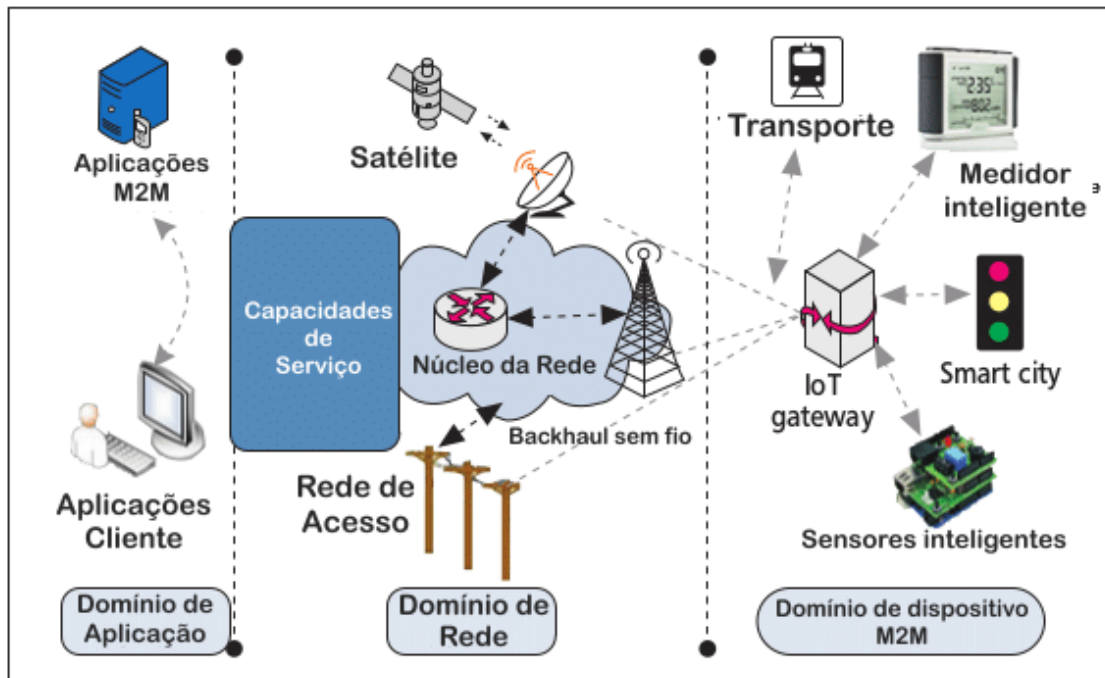 Aplicações
M2M
Aplicações
Cliente
Domínio de
Aplicação
Satélite
Capacidades
de
Serviço
Núcleo da Rede
Backhaul sem fio
Rede de
Acesso
Domínio de
Rede
Transporte
Medidor
inteligente
IoT
gateway
Smart city
Sensores inteligentes
Domínio de dispositivo
M2M